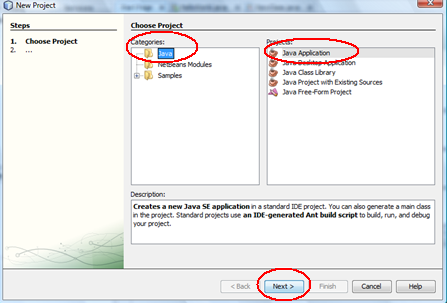 New Project
Steps
1. Choose Project
2. ...
Choose Project
Categories:
Java
NetBeans Modules
Samples
Projects:
Java Application
Java Desktop Application
Java Class Library
Java Project with Existing Sources
Java Free-Form Project
Description:
Creates a new Java SE application in a standard IDE project. You can also generate a main class
in the project. Standard projects use an IDE-generated Ant build script to build, run, and debug
your project.
< Back
Next >
Finish
Cancel
Help